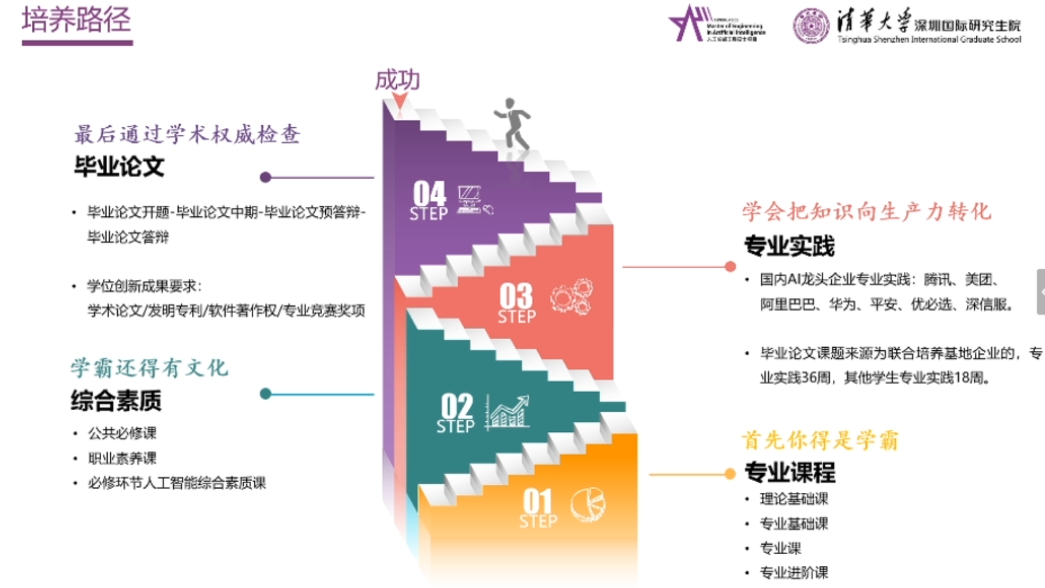 培养路径
Master of Engineering
in Artificial Intelligence
人工智能工程硕士项目
清华大学深圳国际研究生院
Tsinghua Shenzhen International Graduate School
成功
最后通过学术权威检查
毕业论文
• 毕业论文开题-毕业论文中期-毕业论文预答辩-
毕业论文答辩
• 学位创新成果要求：
学术论文/发明专利/软件著作权/专业竞赛奖项
04
STEP
学会把知识向生产力转化
专业实践
• 国内AI龙头企业专业实践：腾讯、美团、
阿里巴巴、华为、平安、优必选、深信服。
• 毕业论文课题来源为联合培养基地企业的，专
业实践36周，其他学生专业实践18周。
03
STEP
学霸还得有文化
综合素质
• 公共必修课
• 职业素养课
• 必修环节人工智能综合素质课
02
STEP
首先你得是学霸
专业课程
• 理论基础课
• 专业基础课
• 专业课
• 专业进阶课
01
STEP